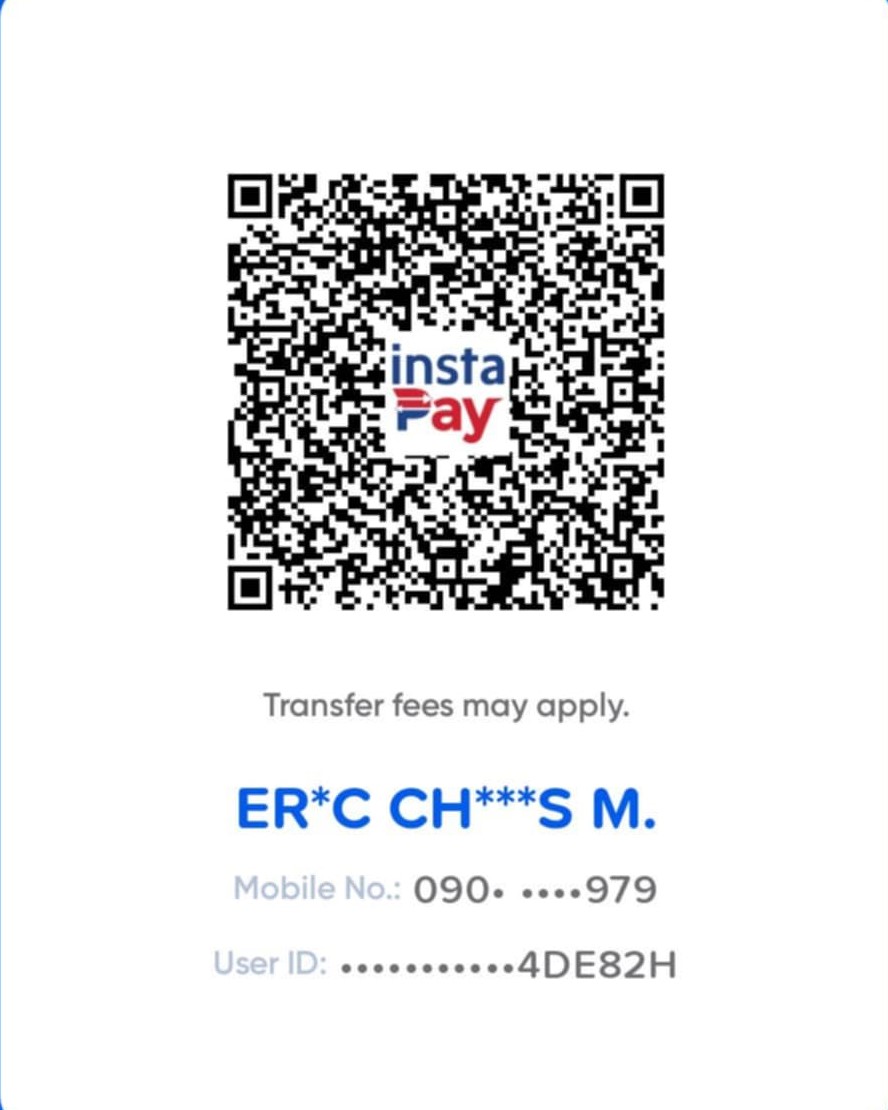 insta
Pay
Transfer fees may apply.
ER*C CH***S M.
Mobile No.: 090• ••••979
User ID: •••••••••••4DE82H